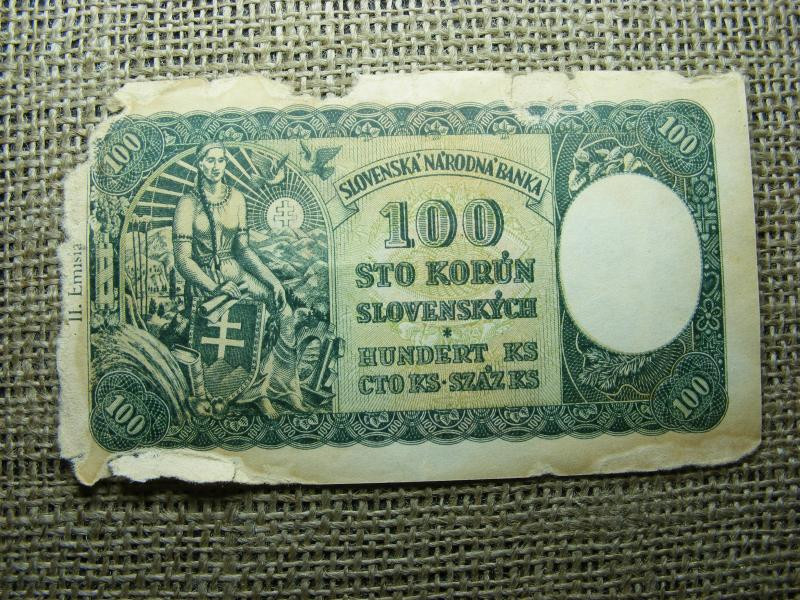 100
100
SLOVENSKÁ NÁRODNÁ BANKA
100
STO KORÚN
SLOVENSKÝCH
*
HUNDERT KS
CTO KS · SZÁZ KS
II. Emisia
100
100